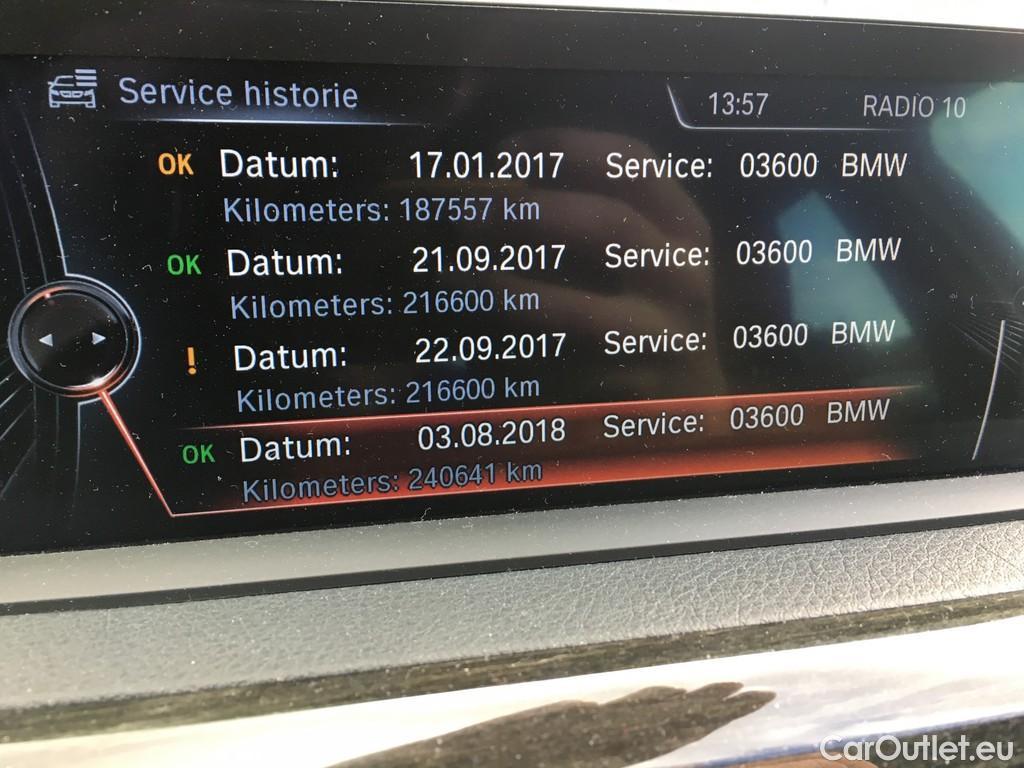 Service historie 13:57 RADIO 10
OK Datum: 17.01.2017 Service: 03600 BMW
Kilometers: 187557 km
OK Datum: 21.09.2017 Service: 03600 BMW
Kilometers: 216600 km
! Datum: 22.09.2017 Service: 03600 BMW
Kilometers: 216600 km
OK Datum: 03.08.2018 Service: 03600 BMW
Kilometers: 240641 km
CarOutlet.eu